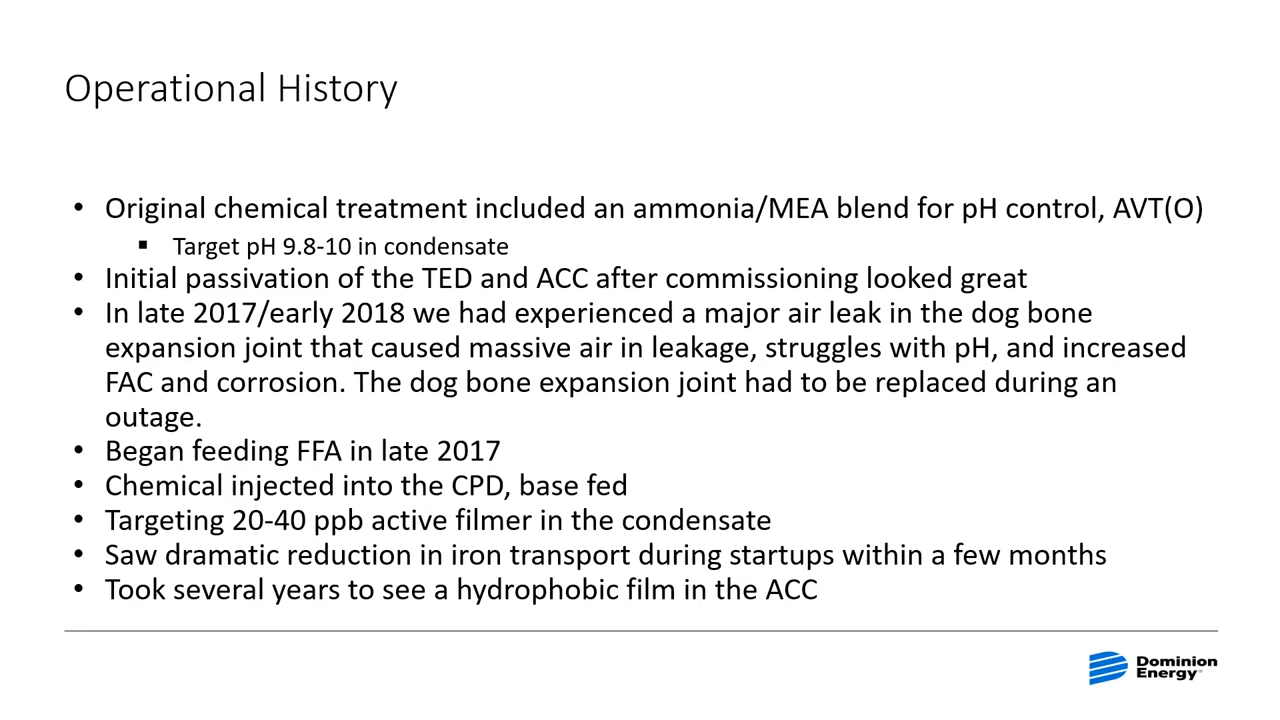 Operational History
• Original chemical treatment included an ammonia/MEA blend for pH control, AVT(O)
▪ Target pH 9.8-10 in condensate
• Initial passivation of the TED and ACC after commissioning looked great
• In late 2017/early 2018 we had experienced a major air leak in the dog bone
expansion joint that caused massive air in leakage, struggles with pH, and increased
FAC and corrosion. The dog bone expansion joint had to be replaced during an
outage.
• Began feeding FFA in late 2017
• Chemical injected into the CPD, base fed
• Targeting 20-40 ppb active filmer in the condensate
• Saw dramatic reduction in iron transport during startups within a few months
• Took several years to see a hydrophobic film in the ACC
Dominion
Energy